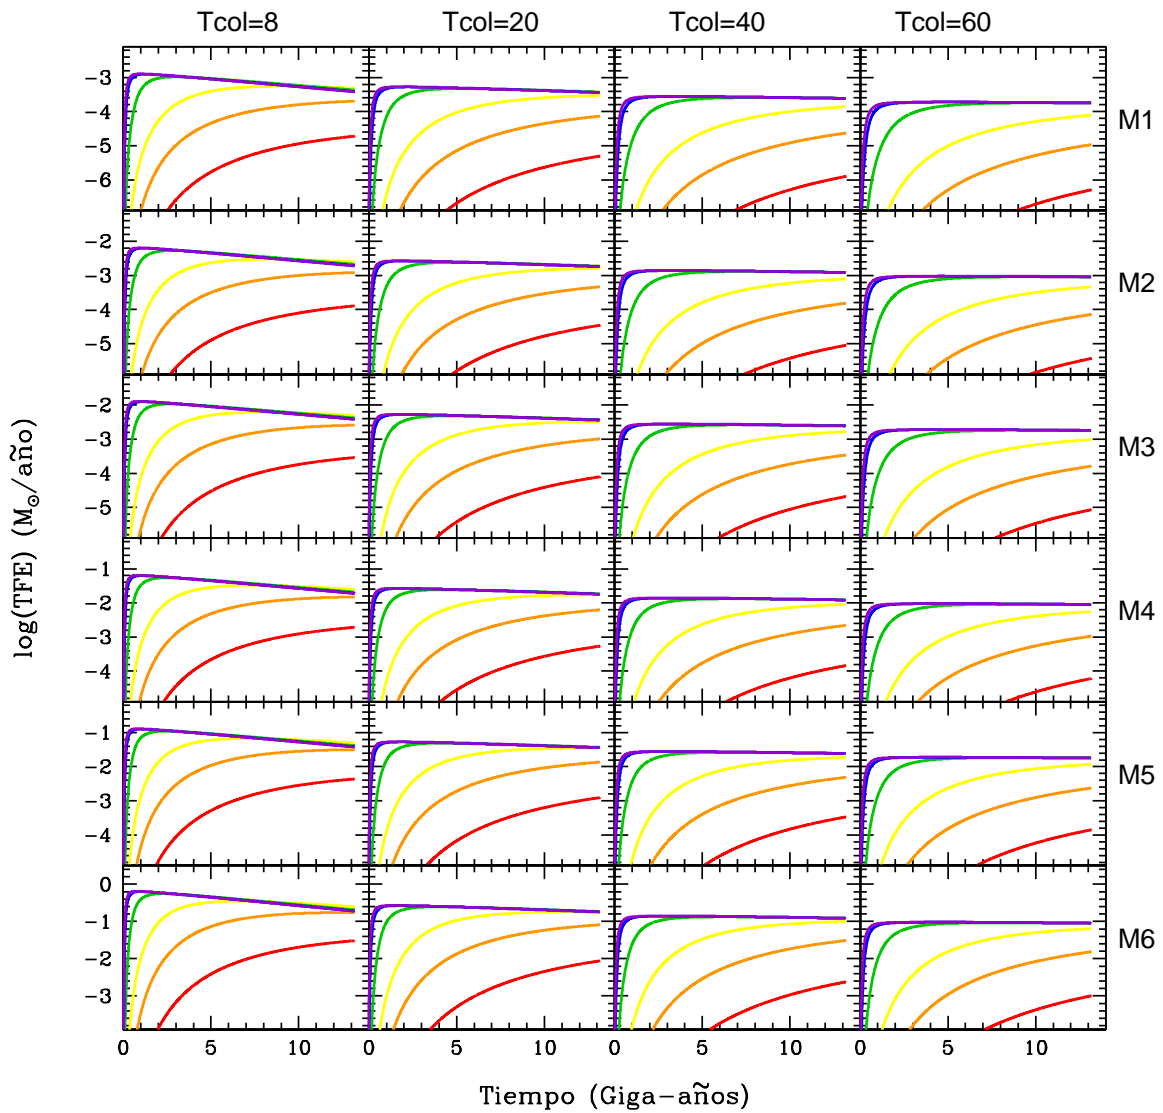 Tcol=8 Tcol=20 Tcol=40 Tcol=60
−3
−4
−5
−6
M1
−2
−3
−4
−5
M2
−2
−3
−4
−5
M3
log(TFE) (M☉/año)
−1
−2
−3
−4
M4
−1
−2
−3
−4
M5
0
−1
−2
−3
M6
0 5 10 0 5 10 0 5 10 0 5 10
Tiempo (Giga−años)